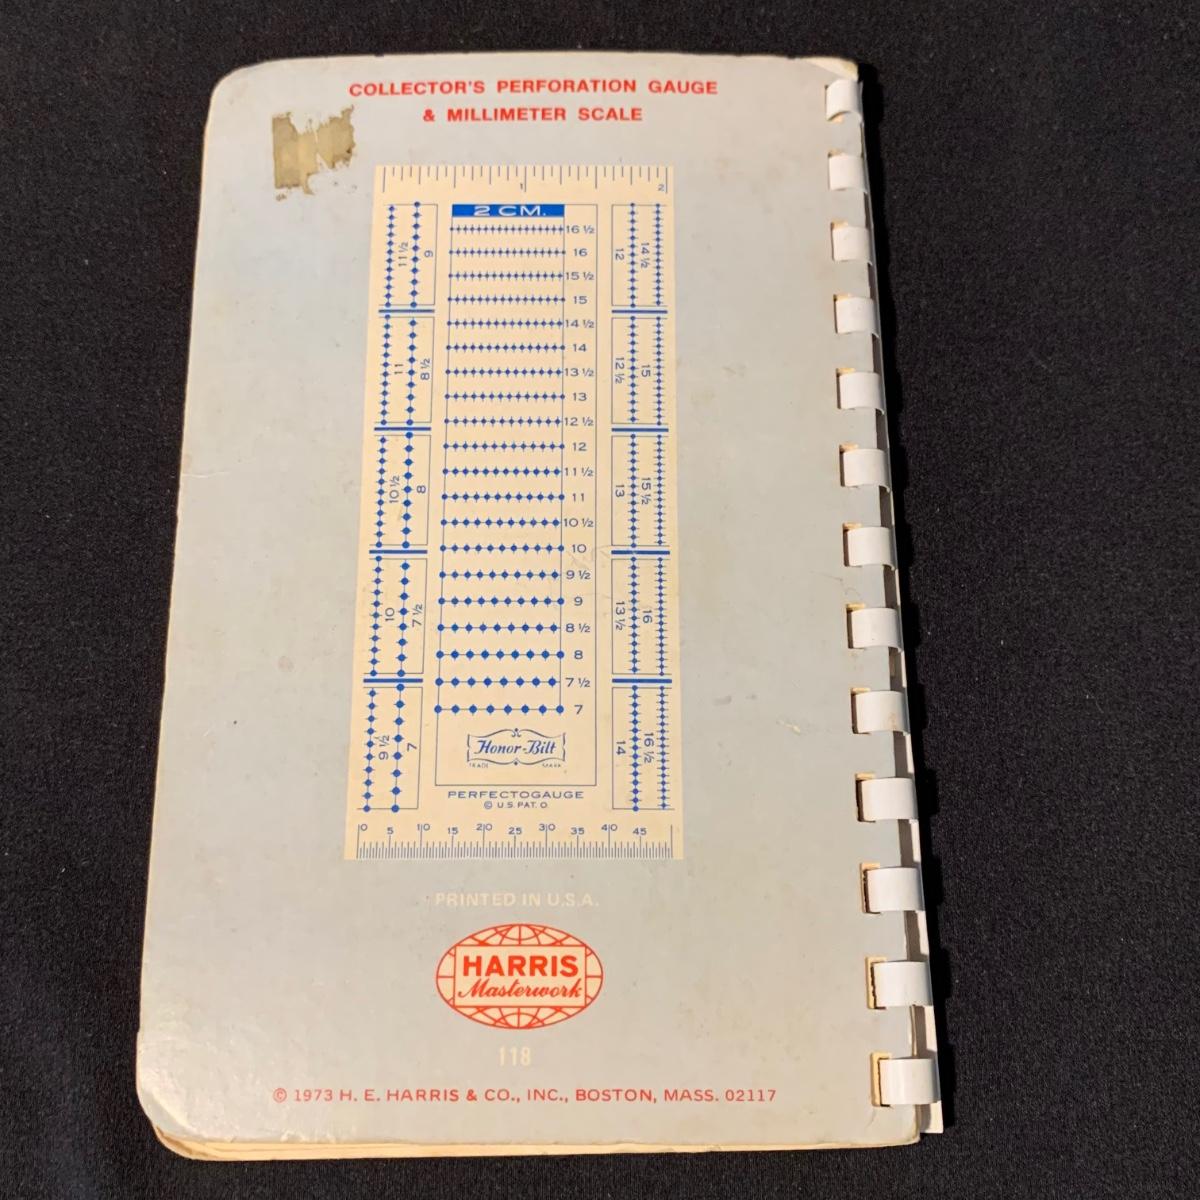 COLLECTOR'S PERFORATION GAUGE
& MILLIMETER SCALE
1 2
2 CM.
16 ½
16
15 ½
15
14 ½
14
13 ½
13
12 ½
12
11 ½
11
10 ½
10
9 ½
9
8 ½
8
7 ½
7
11 ½ 9
11 8 ½
10 ½ 8
10 7 ½
9 ½ 7
12 14 ½
12 ½ 15
13 15 ½
13 ½ 16
14 16 ½
Honor-Bilt
TRADE MARK
PERFECTOGAUGE
© U.S. PAT. O.
0 5 10 15 20 25 30 35 40 45
PRINTED IN U.S.A.
HARRIS
Masterwork
118
© 1973 H. E. HARRIS & CO., INC., BOSTON, MASS. 02117